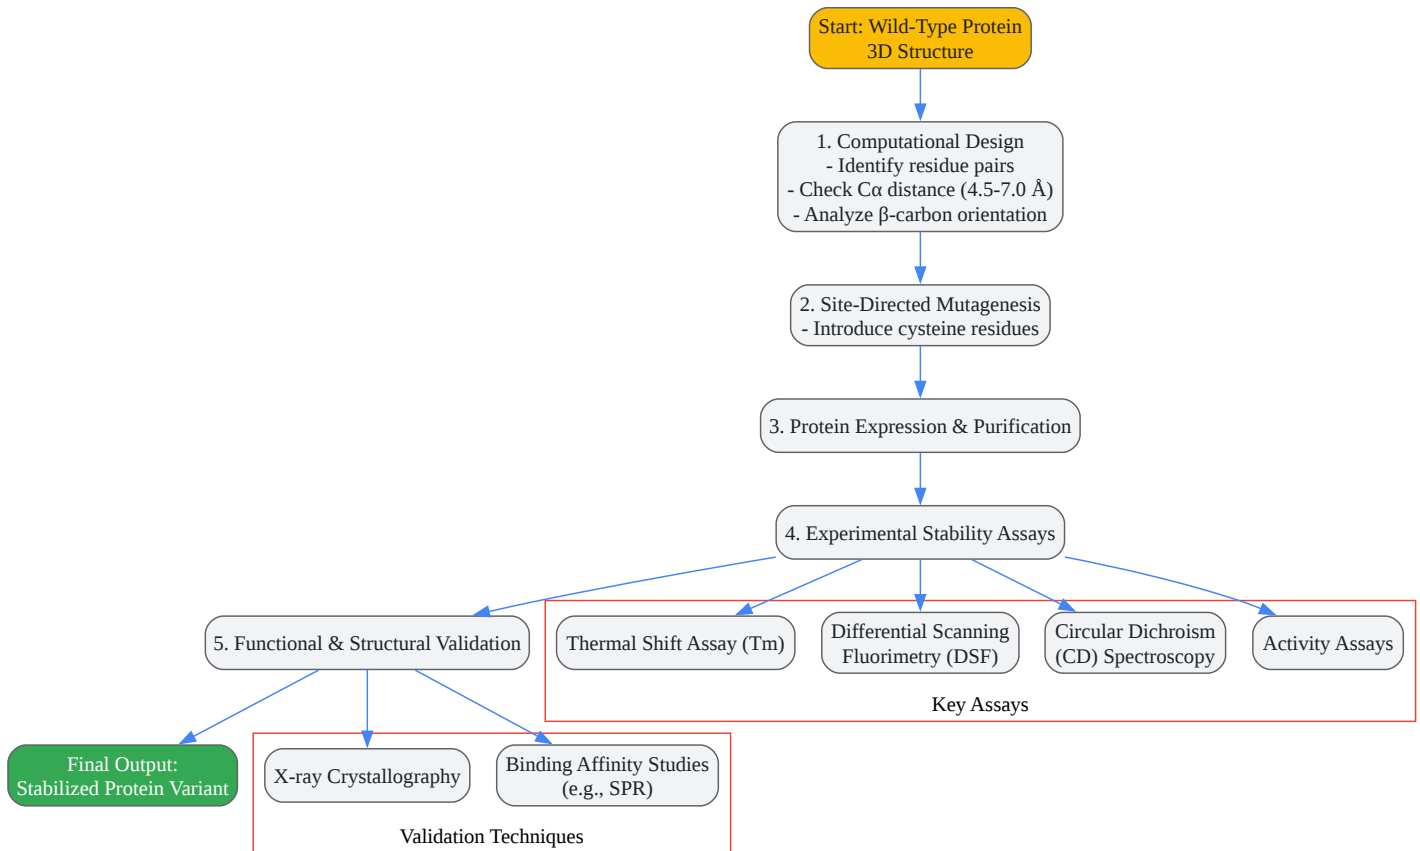 Start: Wild-Type Protein
3D Structure
1. Computational Design
- Identify residue pairs
- Check Cα distance (4.5-7.0 Å)
- Analyze β-carbon orientation
2. Site-Directed Mutagenesis
- Introduce cysteine residues
3. Protein Expression & Purification
4. Experimental Stability Assays
5. Functional & Structural Validation
Thermal Shift Assay (Tm)
Differential Scanning
Fluorimetry (DSF)
Circular Dichroism
(CD) Spectroscopy
Activity Assays
Key Assays
Final Output:
Stabilized Protein Variant
X-ray Crystallography
Binding Affinity Studies
(e.g., SPR)
Validation Techniques